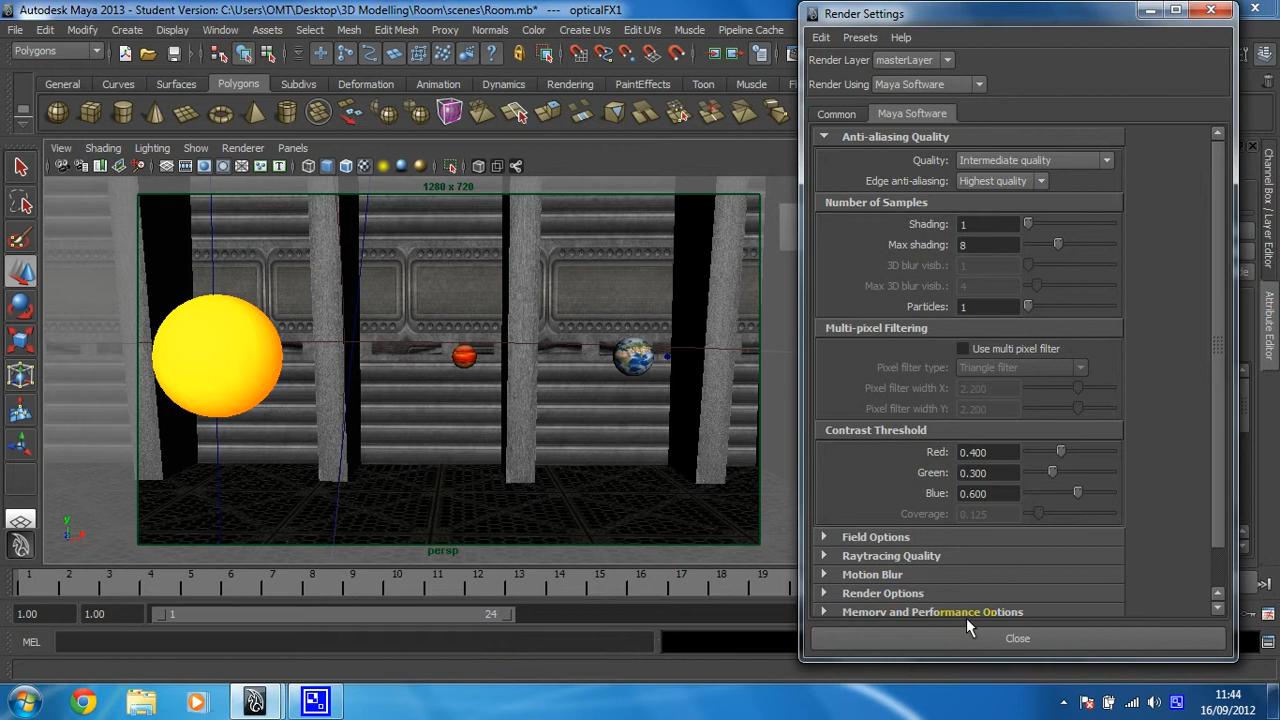 Autodesk Maya 2013 - Student Version: C:\Users\OMT\Desktop\3D Modelling\Room\scenes\Room.mb* - opticalFX1
File Edit Modify Create Display Window Assets Select Mesh Edit Mesh Proxy Normals Color Create UVs Edit UVs Muscle Pipeline Cache
Polygons
General Curves Surfaces Polygons Subdivs Deformation Animation Dynamics Rendering PaintEffects Toon Muscle
View Shading Lighting Show Renderer Panels
1280 x 720
persp
y
1 2 3 4 5 6 7 8 9 10 11 12 13 14 15 16 17 18 19
1.00 1.00 1 24
MEL
Render Settings
Edit Presets Help
Render Layer masterLayer
Render Using Maya Software
Common Maya Software
Anti-aliasing Quality
Quality: Intermediate quality
Edge anti-aliasing: Highest quality
Number of Samples
Shading: 1
Max shading: 8
3D blur visib.: 1
Max 3D blur visib.: 4
Particles: 1
Multi-pixel Filtering
Use multi pixel filter
Pixel filter type: Triangle filter
Pixel filter width X: 2.200
Pixel filter width Y: 2.200
Contrast Threshold
Red: 0.400
Green: 0.300
Blue: 0.600
Coverage: 0.125
Field Options
Raytracing Quality
Motion Blur
Render Options
Memory and Performance Options
Close
Channel Box / Layer Editor
Attribute Editor
11:44
16/09/2012